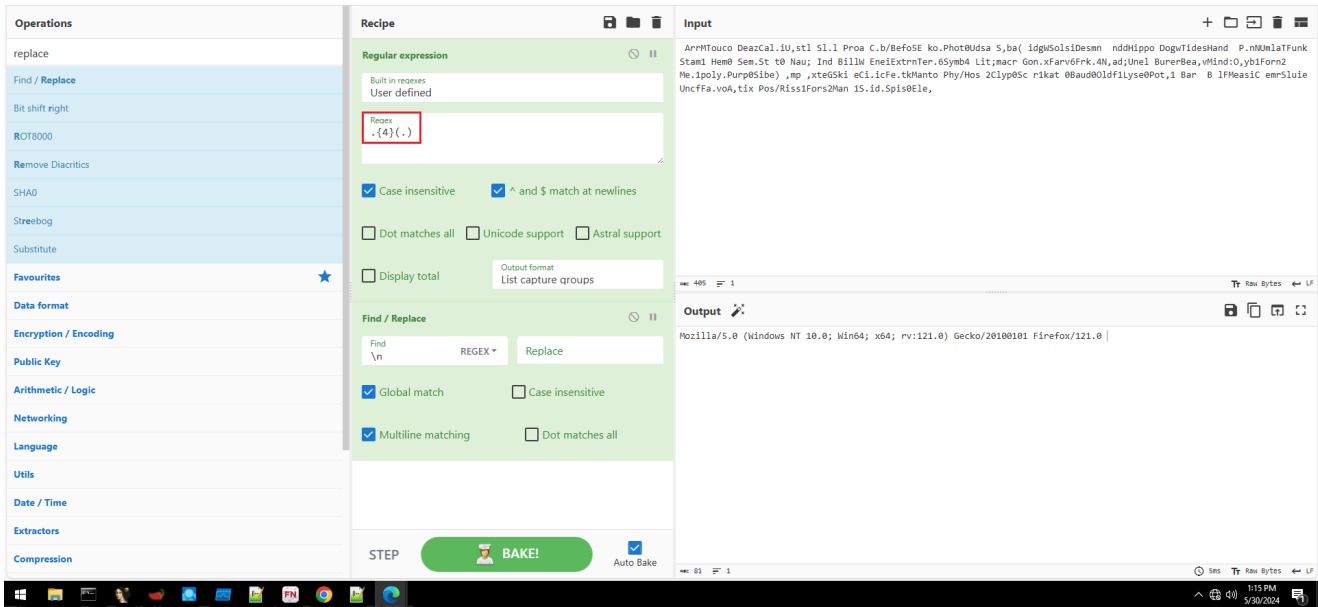 Operations
replace
Find / Replace
Bit shift right
ROT8000
Remove Diacritics
SHA0
Streebog
Substitute
Favourites
Data format
Encryption / Encoding
Public Key
Arithmetic / Logic
Networking
Language
Utils
Date / Time
Extractors
Compression
Recipe
Regular expression
Built in regexes
User defined
Regex
.{4}(.)
Case insensitive
^ and $ match at newlines
Dot matches all
Unicode support
Astral support
Display total
Output format
List capture groups
Find / Replace
Find
\n
REGEX
Replace
Global match
Case insensitive
Multiline matching
Dot matches all
STEP
BAKE!
Auto Bake
Input
ArrMTouco DeazCal.iU,stl Sl.l Proa C.b/Befo5E ko.Phot0Udsa S,ba( idgWSolsiDesmn  nddHippo DogwTidesHand  P.nNUmlaTFunk
Stam1 Hem0 Sem.St t0 Nau; Ind BillW EneiExtrnTer.6Symb4 Lit;macr Gon.xFarv6Frk.4N,ad;Unel BurerBea,vMind:O,yb1Forn2
Me.1poly.Purp0Sibe) ,mp ,xteGSki eCi.icFe.tkManto Phy/Hos 2Clyp0Sc r1kat 0Baud0Oldf1Lyse0Pot,1 Bar  B lFMeasiC emrSluie
UncfFa.voA,tix Pos/Riss1Fors2Man 1S.id.Spis0Ele,
405
1
Raw Bytes
LF
Output
Mozilla/5.0 (Windows NT 10.0; Win64; x64; rv:121.0) Gecko/20100101 Firefox/121.0
81
1
5ms
Raw Bytes
LF
FN
1:15 PM
5/30/2024